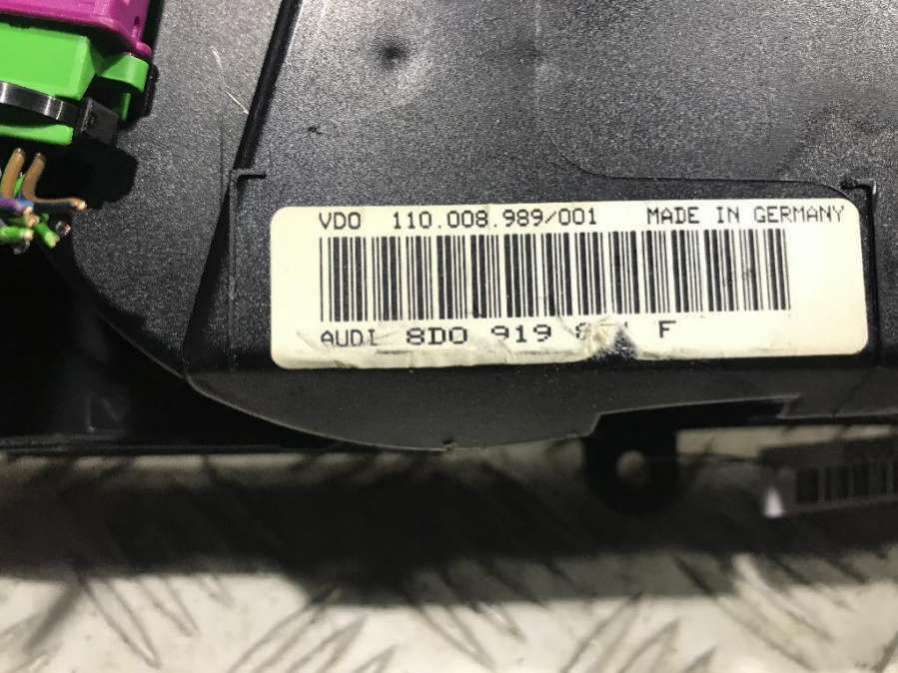 VDO 110.008.989/001 MADE IN GERMANY
AUDI 8D0 919 F